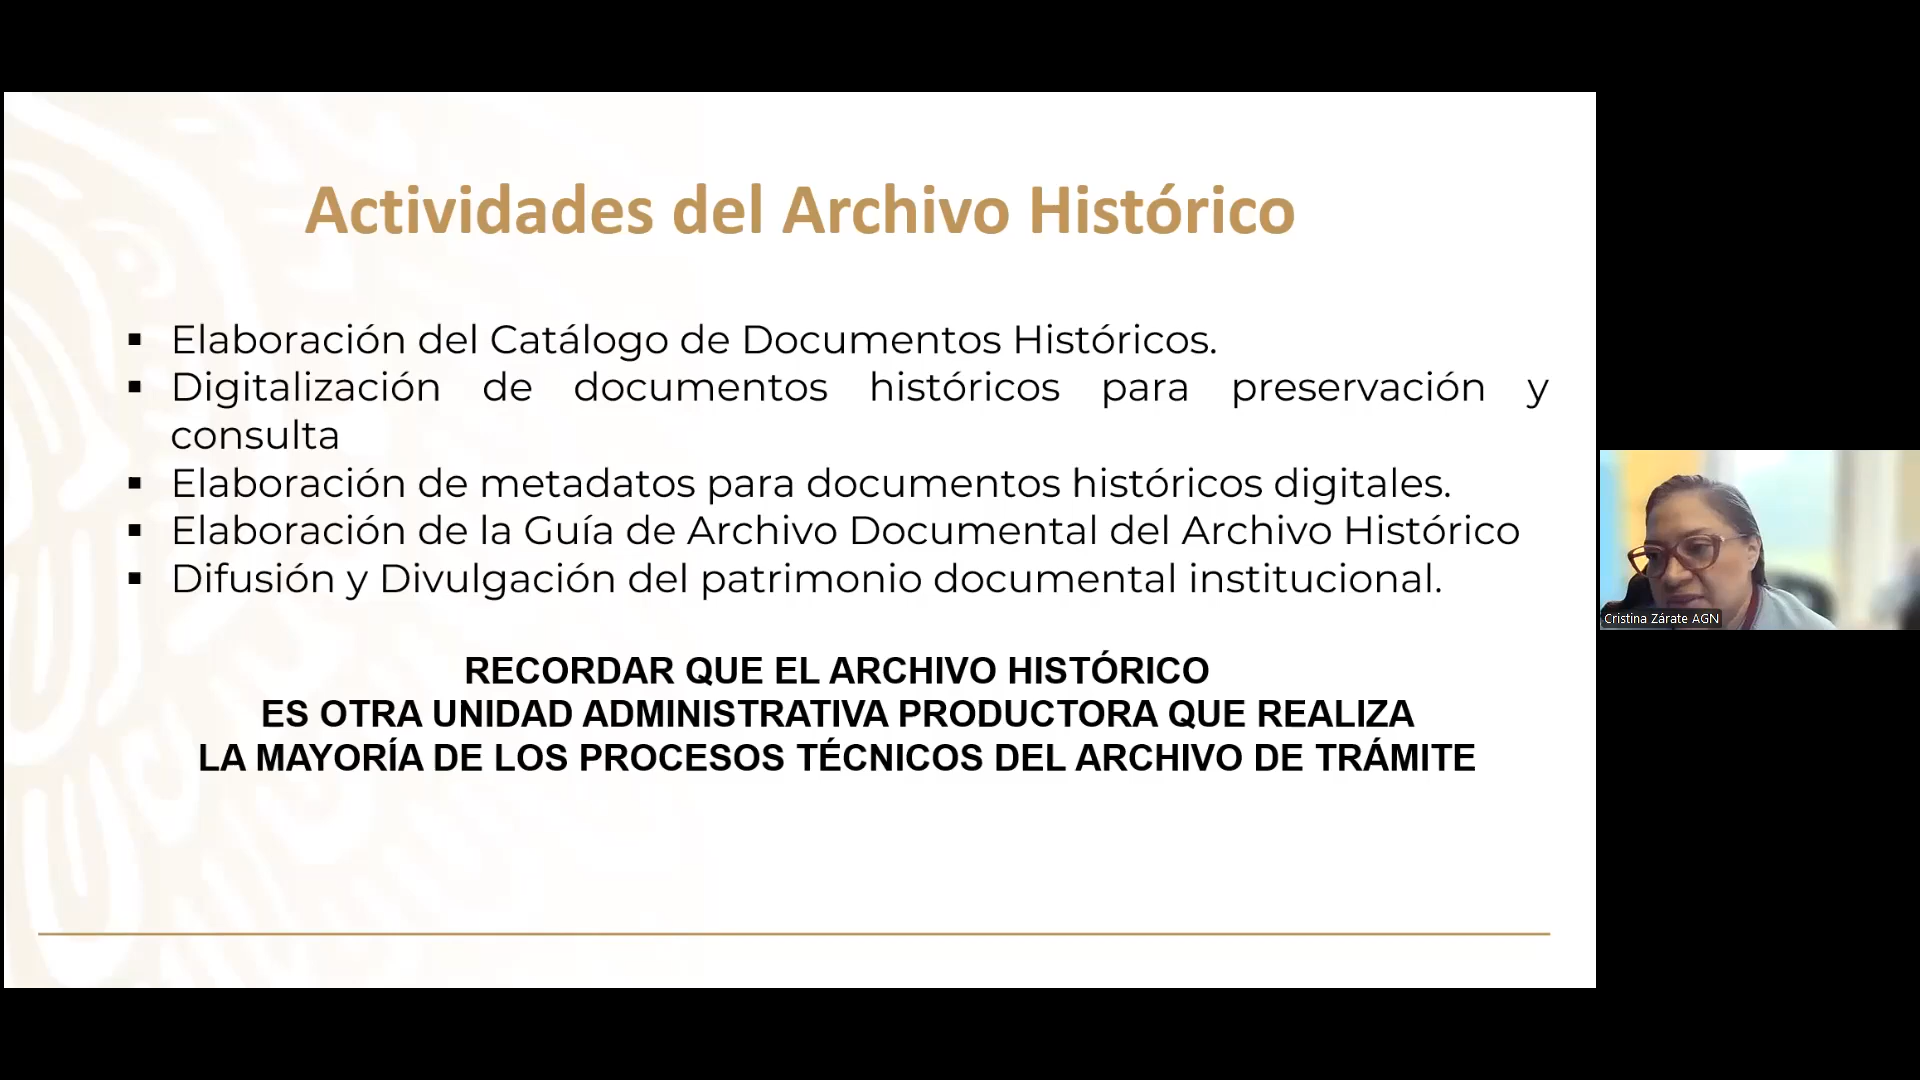 Actividades del Archivo Histórico
▪ Elaboración del Catálogo de Documentos Históricos.
▪ Digitalización de documentos históricos para preservación y
consulta
▪ Elaboración de metadatos para documentos históricos digitales.
▪ Elaboración de la Guía de Archivo Documental del Archivo Histórico
▪ Difusión y Divulgación del patrimonio documental institucional.
RECORDAR QUE EL ARCHIVO HISTÓRICO
ES OTRA UNIDAD ADMINISTRATIVA PRODUCTORA QUE REALIZA
LA MAYORÍA DE LOS PROCESOS TÉCNICOS DEL ARCHIVO DE TRÁMITE
Cristina Zárate AGN